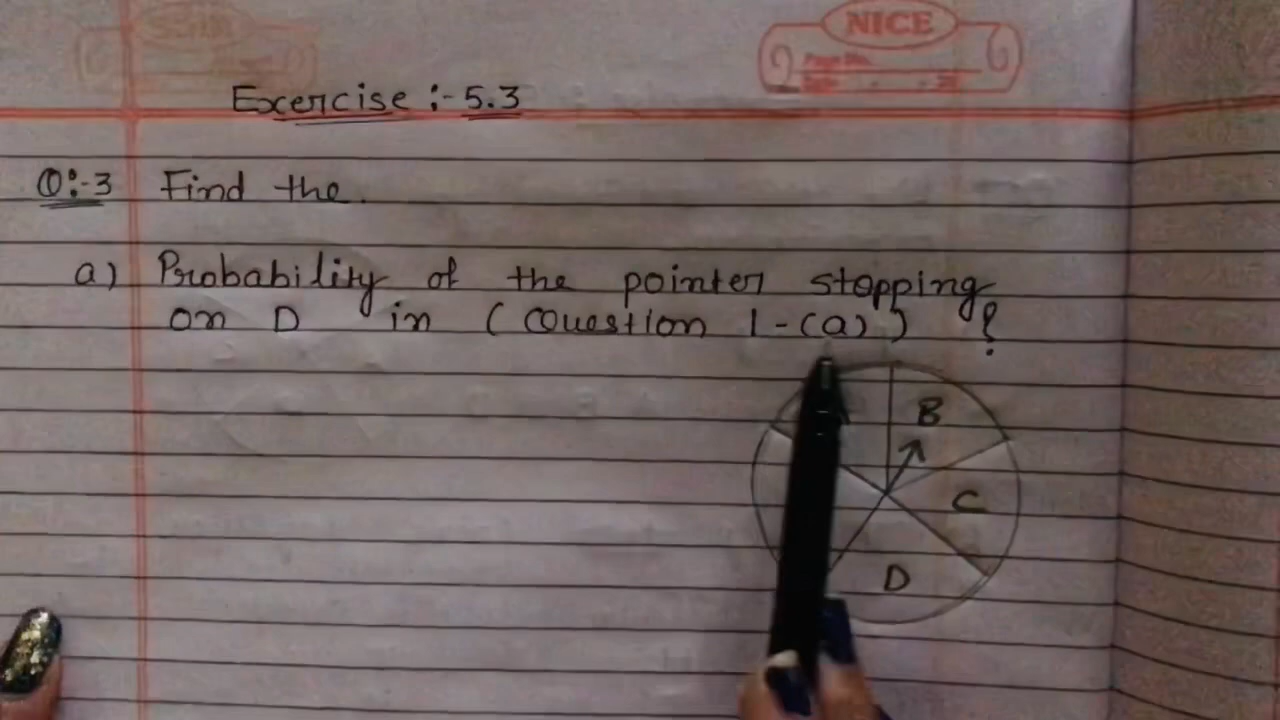 NICE
Exercise :- 5.3
Q:-3 Find the.
a) Probability of the pointer stopping
on D in (Question 1-(a)) ?
B
C
D